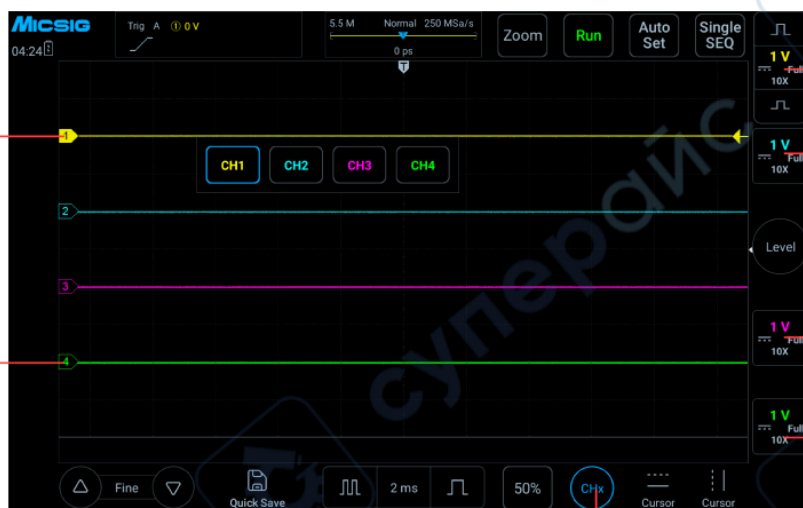 MICSIG
04:24
Trig A ① 0 V
5.5 M Normal 250 MSa/s
0 ps
T
Zoom
Run
Auto
Set
Single
SEQ
1 V
Full
10X
1
CH1 CH2 CH3 CH4
1 V
Full
10X
2
Level
3
1 V
Full
10X
4
1 V
Full
10X
Fine
Quick Save
2 ms
50%
CHx
Cursor
Cursor
суперайс